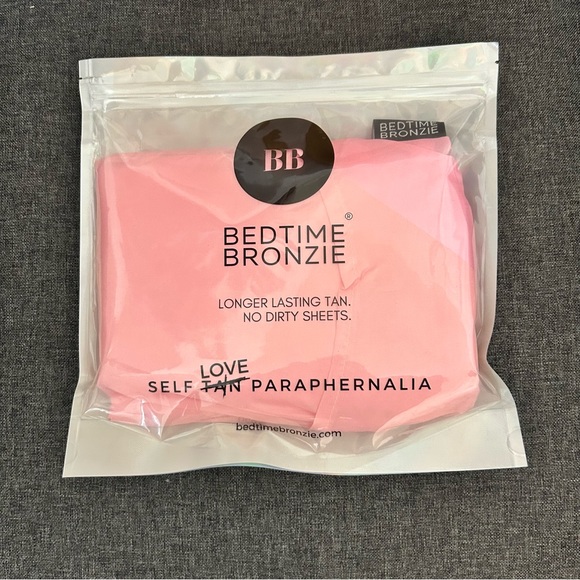 BEDTIME
BRONZIE
BB
BEDTIME
BRONZIE®
LONGER LASTING TAN.
NO DIRTY SHEETS.
LOVE
SELF TAN PARAPHERNALIA
bedtimebronzie.com